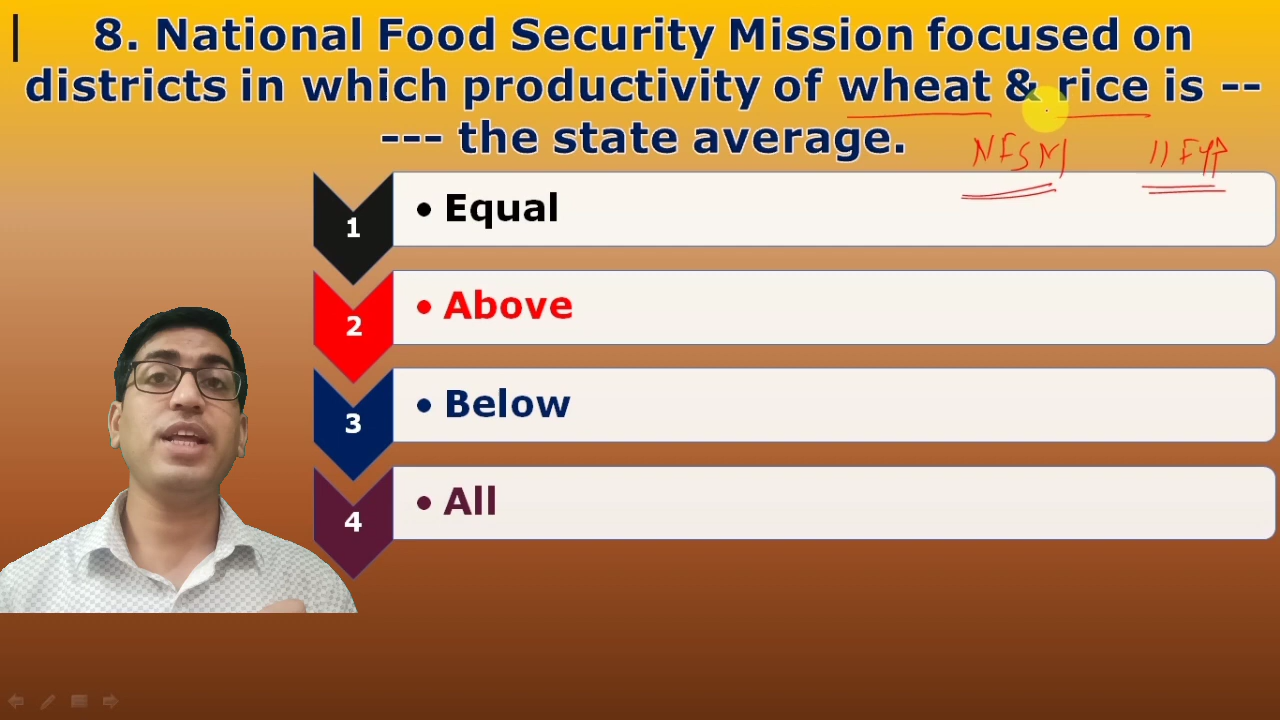 8. National Food Security Mission focused on
districts in which productivity of wheat & rice is --
--- the state average.
NFSM 11 FYP
1 • Equal
2 • Above
3 • Below
4 • All